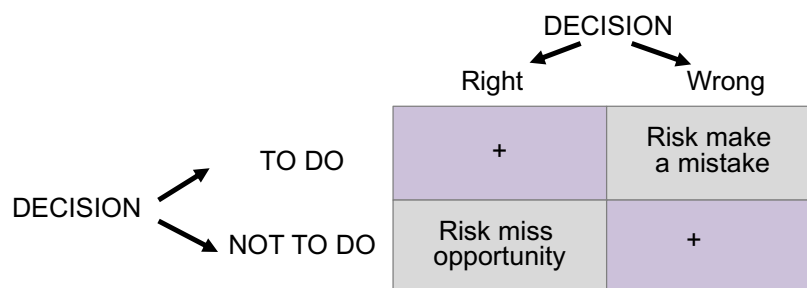 DECISION
Right Wrong
TO DO + Risk make
a mistake
DECISION
NOT TO DO Risk miss
opportunity +